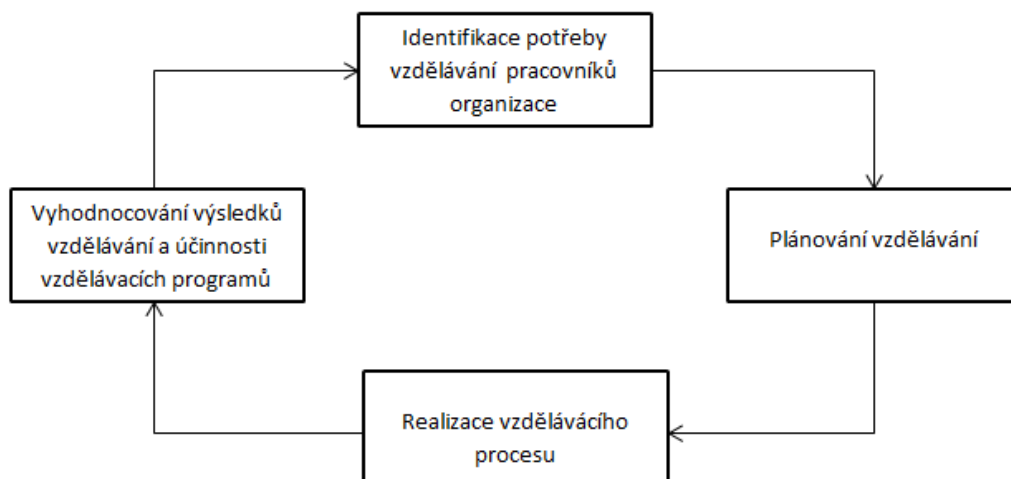 Identifikace potřeby
vzdělávání pracovníků
organizace
Plánování vzdělávání
Realizace vzdělávácího
procesu
Vyhodnocování výsledků
vzdělávání a účinnosti
vzdělávacích programů